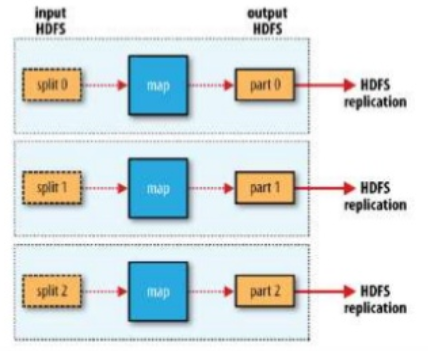 input
HDFS
output
HDFS
split 0
map
part 0
HDFS
replication
split 1
map
part 1
HDFS
replication
split 2
map
part 2
HDFS
replication